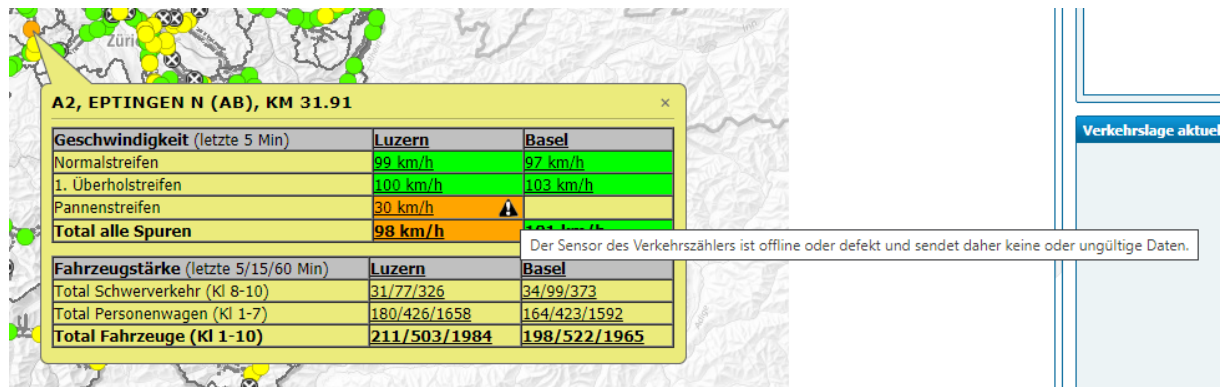 Züri
A2, EPTINGEN N (AB), KM 31.91 ×
Geschwindigkeit (letzte 5 Min) Luzern Basel
Normalstreifen 99 km/h 97 km/h
1. Überholstreifen 100 km/h 103 km/h
Pannenstreifen 30 km/h
Total alle Spuren 98 km/h 101 km/h
Der Sensor des Verkehrszählers ist offline oder defekt und sendet daher keine oder ungültige Daten.
Fahrzeugstärke (letzte 5/15/60 Min) Luzern Basel
Total Schwerverkehr (Kl 8-10) 31/77/326 34/99/373
Total Personenwagen (Kl 1-7) 180/426/1658 164/423/1592
Total Fahrzeuge (Kl 1-10) 211/503/1984 198/522/1965
Verkehrslage aktuel